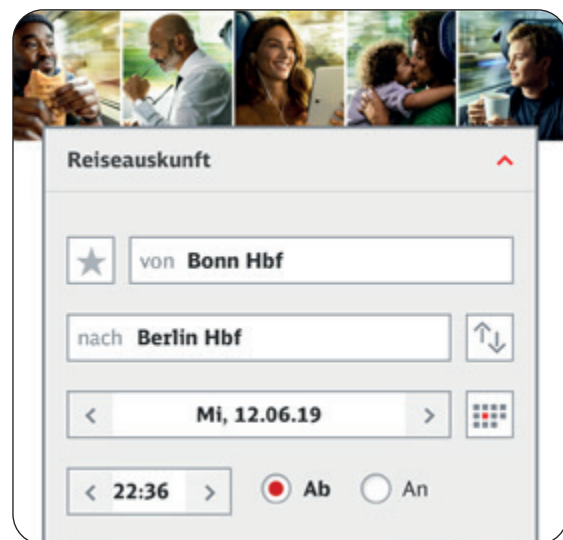 Reiseauskunft
von Bonn Hbf
nach Berlin Hbf
Mi, 12.06.19
22:36 Ab An